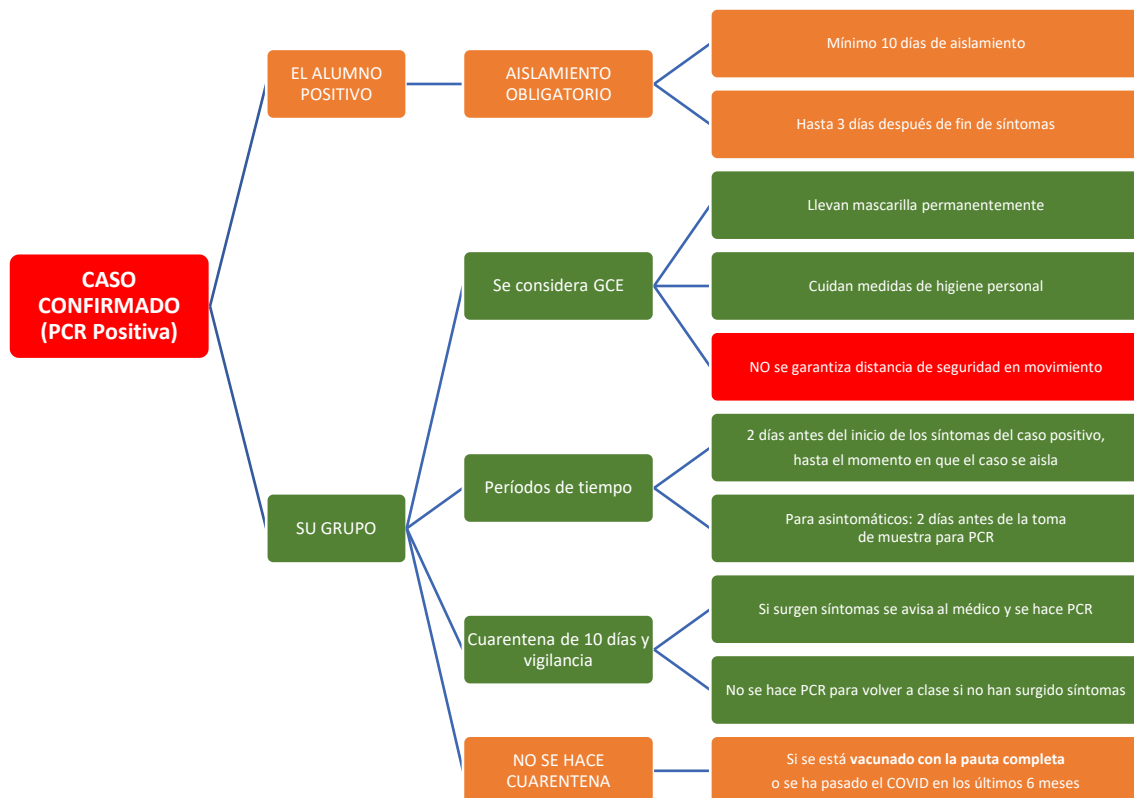 CASO
CONFIRMADO
(PCR Positiva)
EL ALUMNO
POSITIVO
AISLAMIENTO
OBLIGATORIO
Mínimo 10 días de aislamiento
Hasta 3 días después de fin de síntomas
SU GRUPO
Se considera GCE
Llevan mascarilla permanentemente
Cuidan medidas de higiene personal
NO se garantiza distancia de seguridad en movimiento
Períodos de tiempo
2 días antes del inicio de los síntomas del caso positivo,
hasta el momento en que el caso se aisla
Para asintomáticos: 2 días antes de la toma
de muestra para PCR
Cuarentena de 10 días y
vigilancia
Si surgen síntomas se avisa al médico y se hace PCR
No se hace PCR para volver a clase si no han surgido síntomas
NO SE HACE
CUARENTENA
Si se está vacunado con la pauta completa
o se ha pasado el COVID en los últimos 6 meses